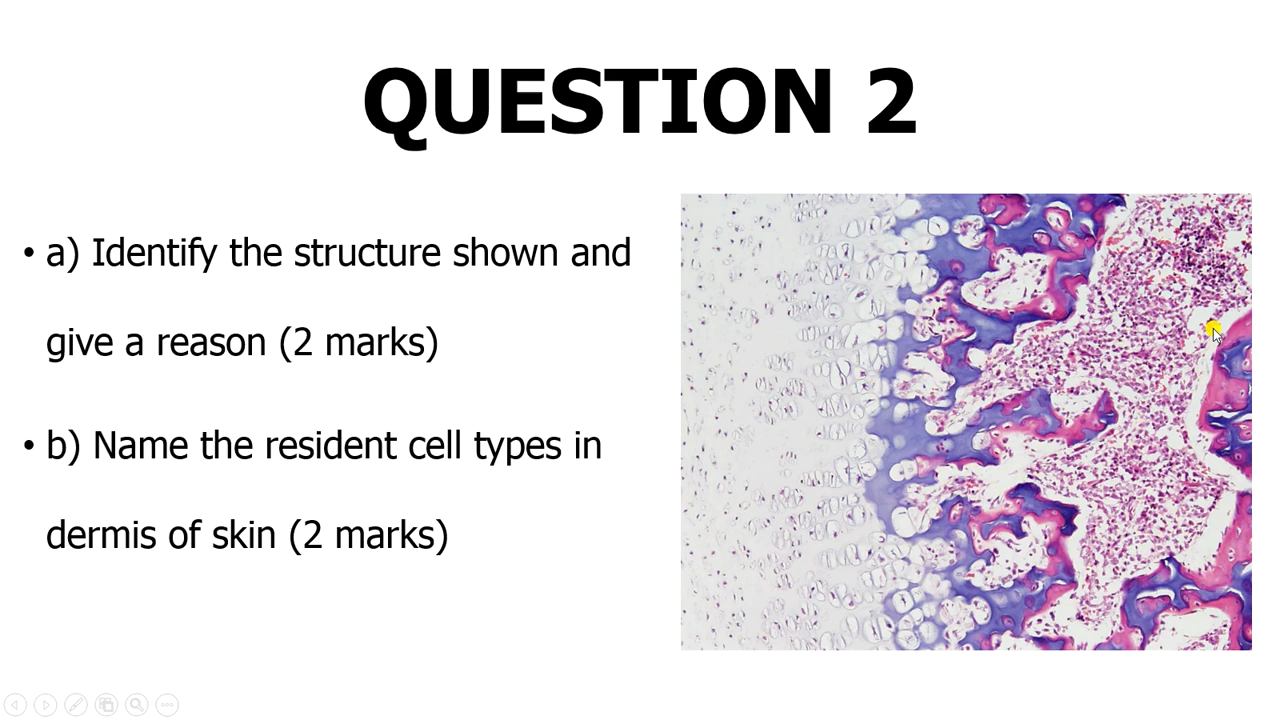 QUESTION 2
• a) Identify the structure shown and
give a reason (2 marks)
• b) Name the resident cell types in
dermis of skin (2 marks)